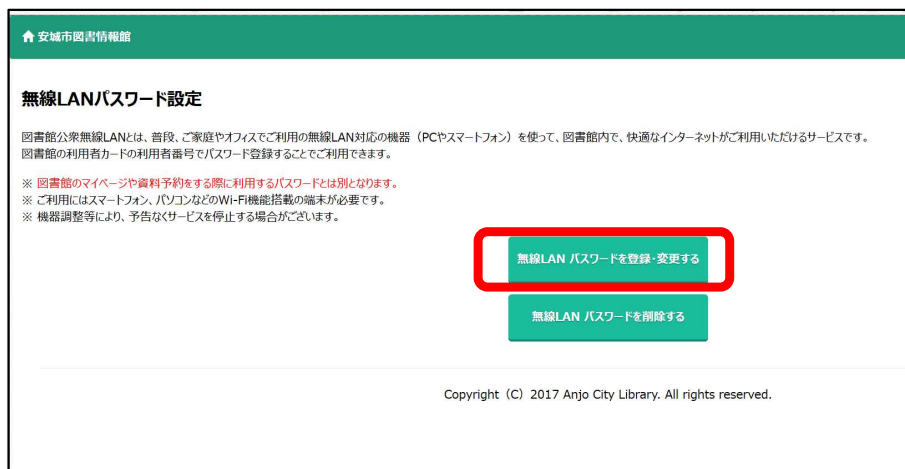 安城市図書情報館
無線LANパスワード設定
図書館公衆無線LANとは、普段、ご家庭やオフィスでご利用の無線LAN対応の機器（PCやスマートフォン）を使って、図書館内で、快適なインターネットがご利用いただけるサービスです。
図書館の利用者カードの利用者番号でパスワード登録することでご利用できます。
※ 図書館のマイページや資料予約をする際に利用するパスワードとは別となります。
※ ご利用にはスマートフォン、パソコンなどのWi-Fi機能搭載の端末が必要です。
※ 機器調整等により、予告なくサービスを停止する場合がございます。
無線LAN パスワードを登録・変更する
無線LAN パスワードを削除する
Copyright（C）2017 Anjo City Library. All rights reserved.